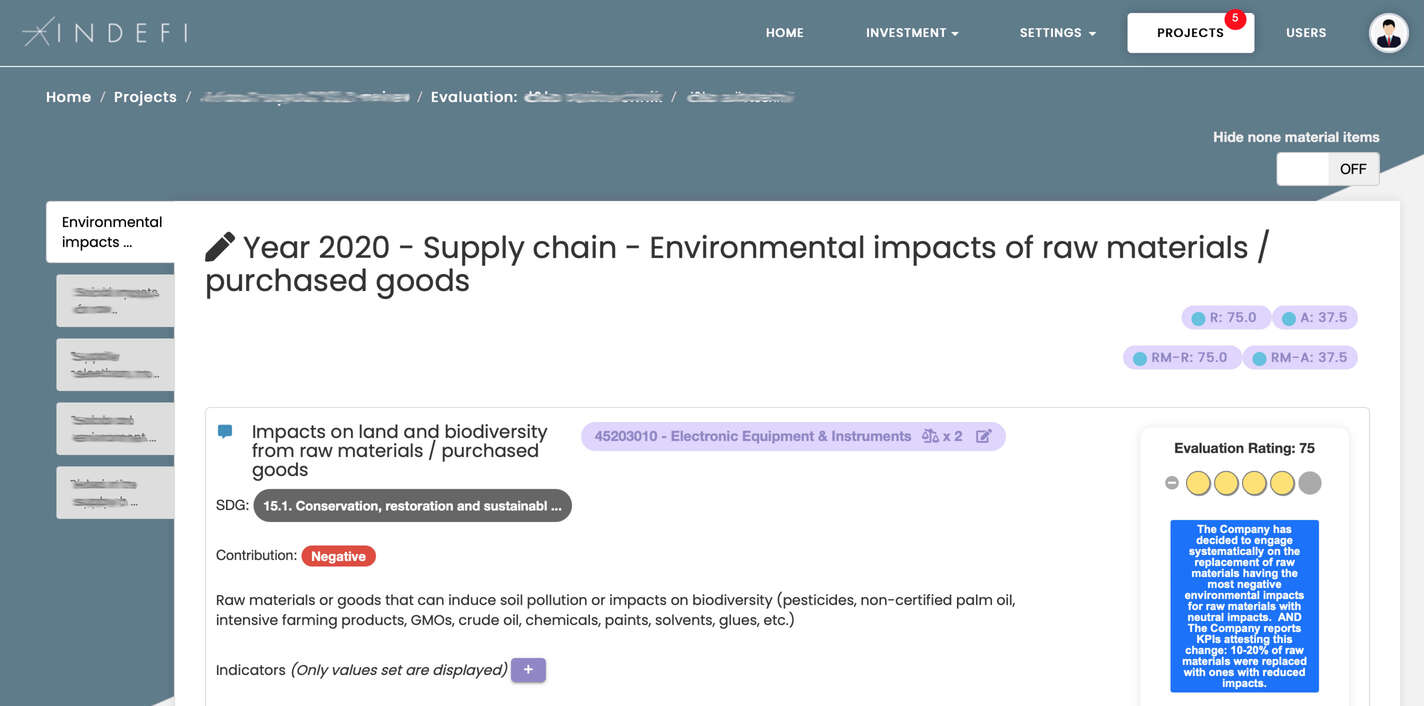 INDEFI
HOME INVESTMENT SETTINGS PROJECTS 5 USERS
Home / Projects / / Evaluation: /
Hide none material items
OFF
Environmental
impacts ...
Year 2020 - Supply chain - Environmental impacts of raw materials /
purchased goods
R: 75.0 A: 37.5
RM-R: 75.0 RM-A: 37.5
Impacts on land and biodiversity
from raw materials / purchased
goods
45203010 - Electronic Equipment & Instruments x 2
SDG: 15.1. Conservation, restoration and sustainabl ...
Contribution: Negative
Raw materials or goods that can induce soil pollution or impacts on biodiversity (pesticides, non-certified palm oil,
intensive farming products, GMOs, crude oil, chemicals, paints, solvents, glues, etc.)
Indicators (Only values set are displayed) +
Evaluation Rating: 75
The Company has
decided to engage
systematically on the
replacement of raw
materials having the
most negative
environmental impacts
for raw materials with
neutral impacts. AND
The Company reports
KPIs attesting this
change: 10-20% of raw
materials were replaced
with ones with reduced
impacts.